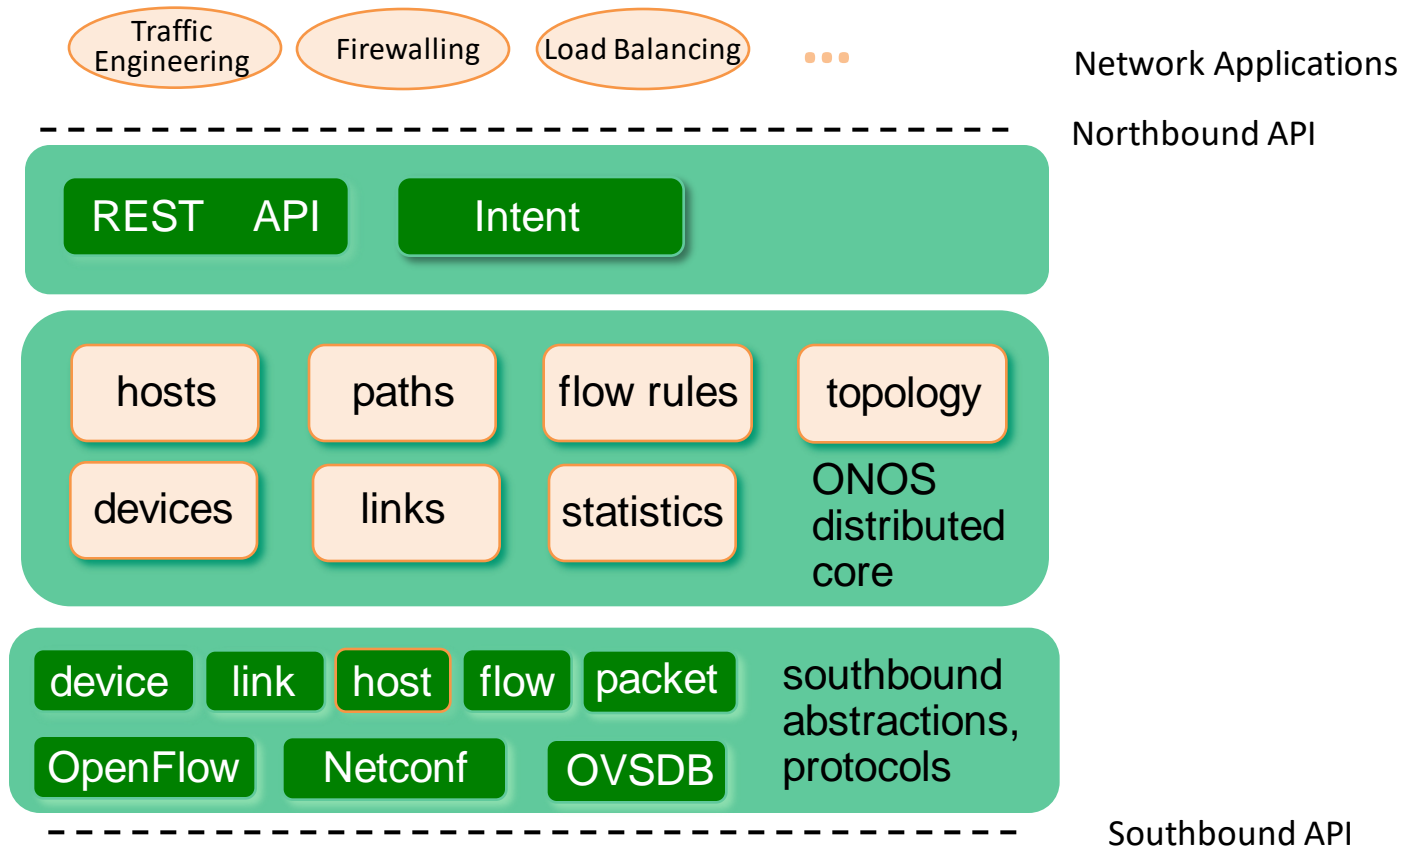 Traffic
Engineering
Firewalling
Load Balancing
...
Network Applications
Northbound API
REST API
Intent
hosts
paths
flow rules
topology
devices
links
statistics
ONOS
distributed
core
device
link
host
flow
packet
southbound
abstractions,
protocols
OpenFlow
Netconf
OVSDB
Southbound API